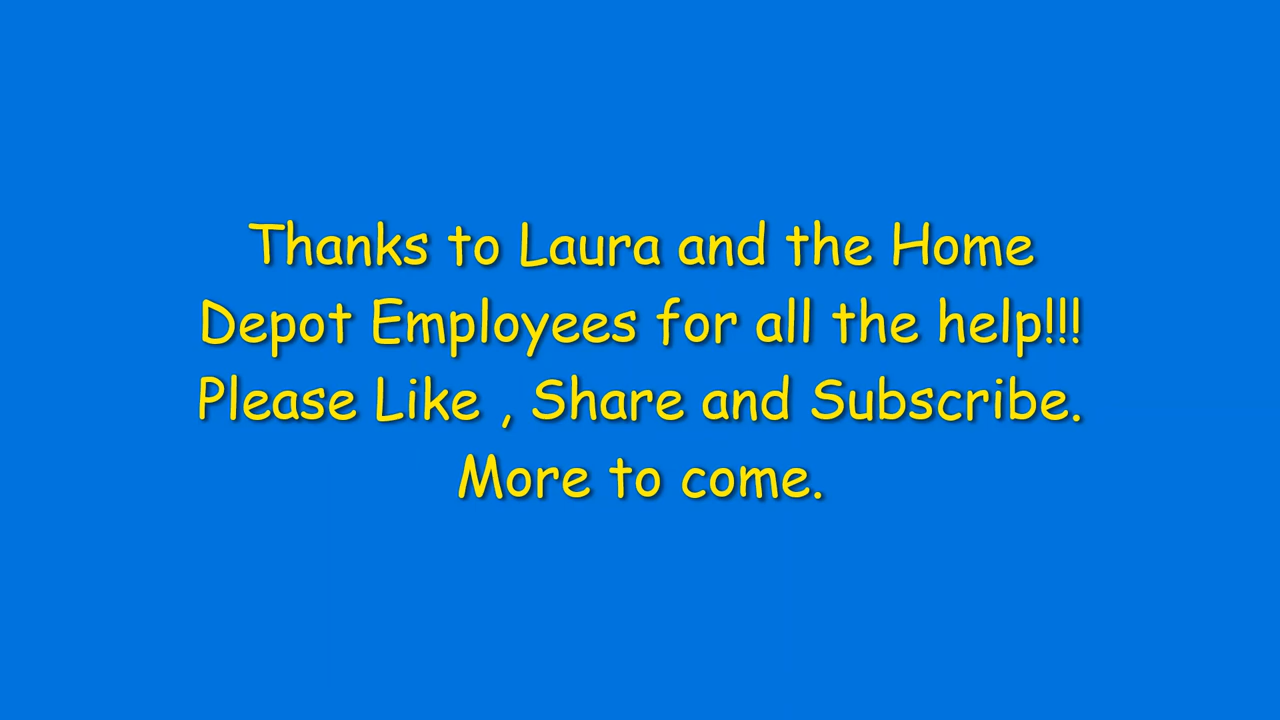 Thanks to Laura and the Home
Depot Employees for all the help!!!
Please Like , Share and Subscribe.
More to come.